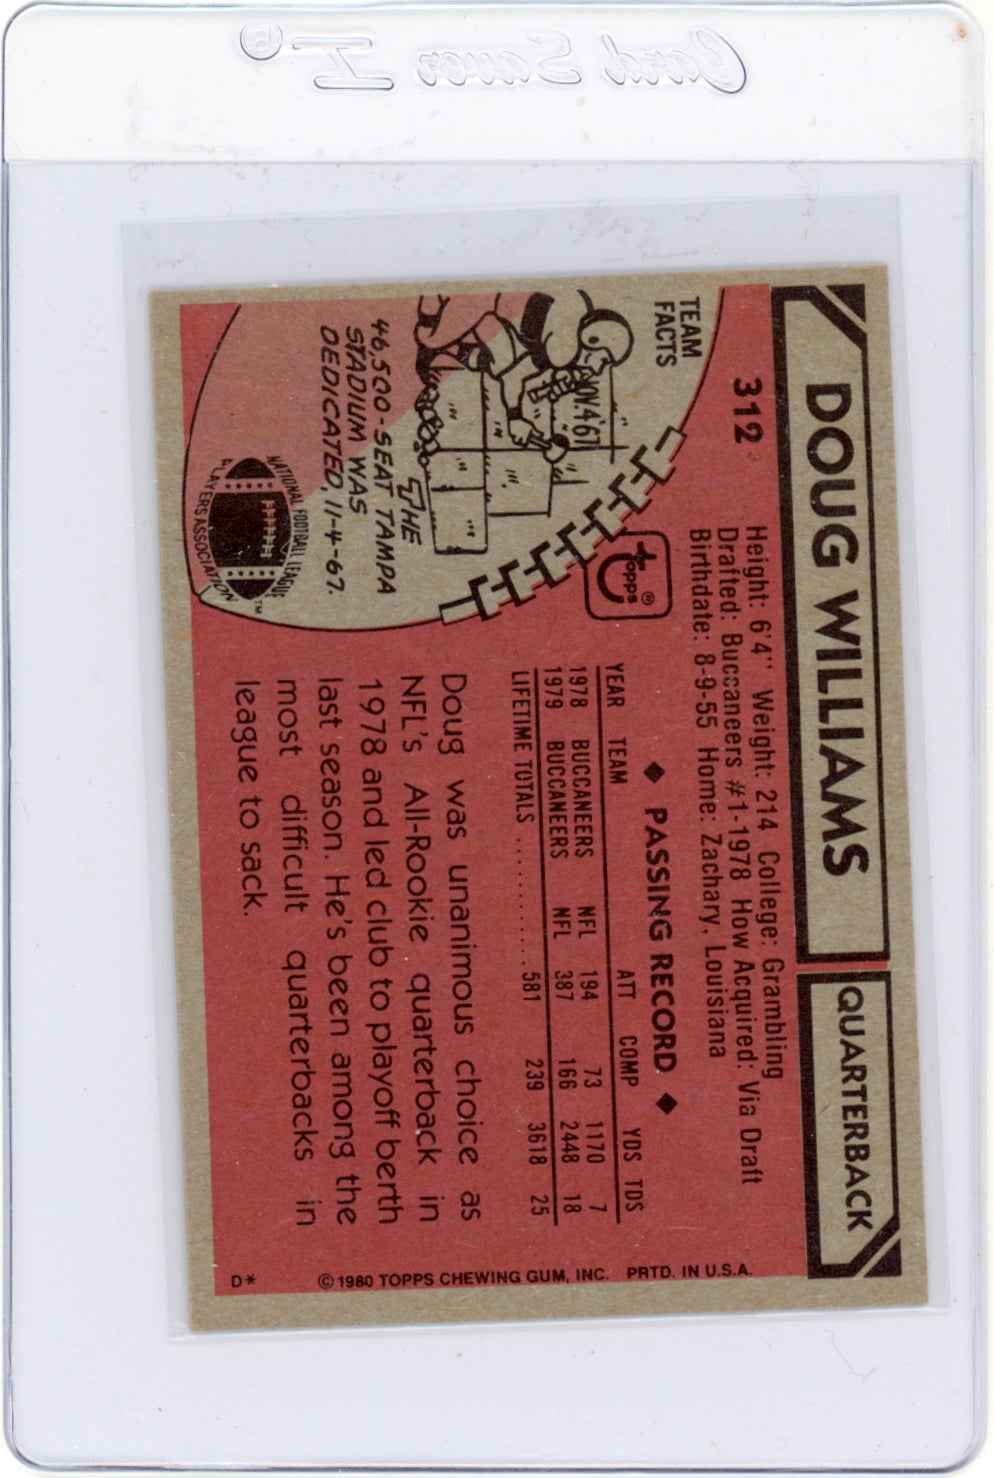 Card Saver I®
DOUG WILLIAMS QUARTERBACK
312
Height: 6'4" Weight: 214 College: Grambling
Drafted: Buccaneers #1-1978 How Acquired: Via Draft
Birthdate: 8-9-55 Home: Zachary, Louisiana
TEAM
FACTS
NOV.4,'67
THE
46,500-SEAT TAMPA
STADIUM WAS
DEDICATED, 11-4-67.
NATIONAL FOOTBALL LEAGUE
PLAYERS ASSOCIATION
TM
Topps®
◆ PASSING RECORD ◆
YEAR TEAM ATT COMP YDS TDS
1978 BUCCANEERS NFL 194 73 1170 7
1979 BUCCANEERS NFL 387 166 2448 18
LIFETIME TOTALS .......... 581 239 3618 25
Doug was unanimous choice as
NFL's All-Rookie quarterback in
1978 and led club to playoff berth
last season. He's been among the
most difficult quarterbacks in
league to sack.
D* © 1980 TOPPS CHEWING GUM, INC. PRTD. IN U.S.A.